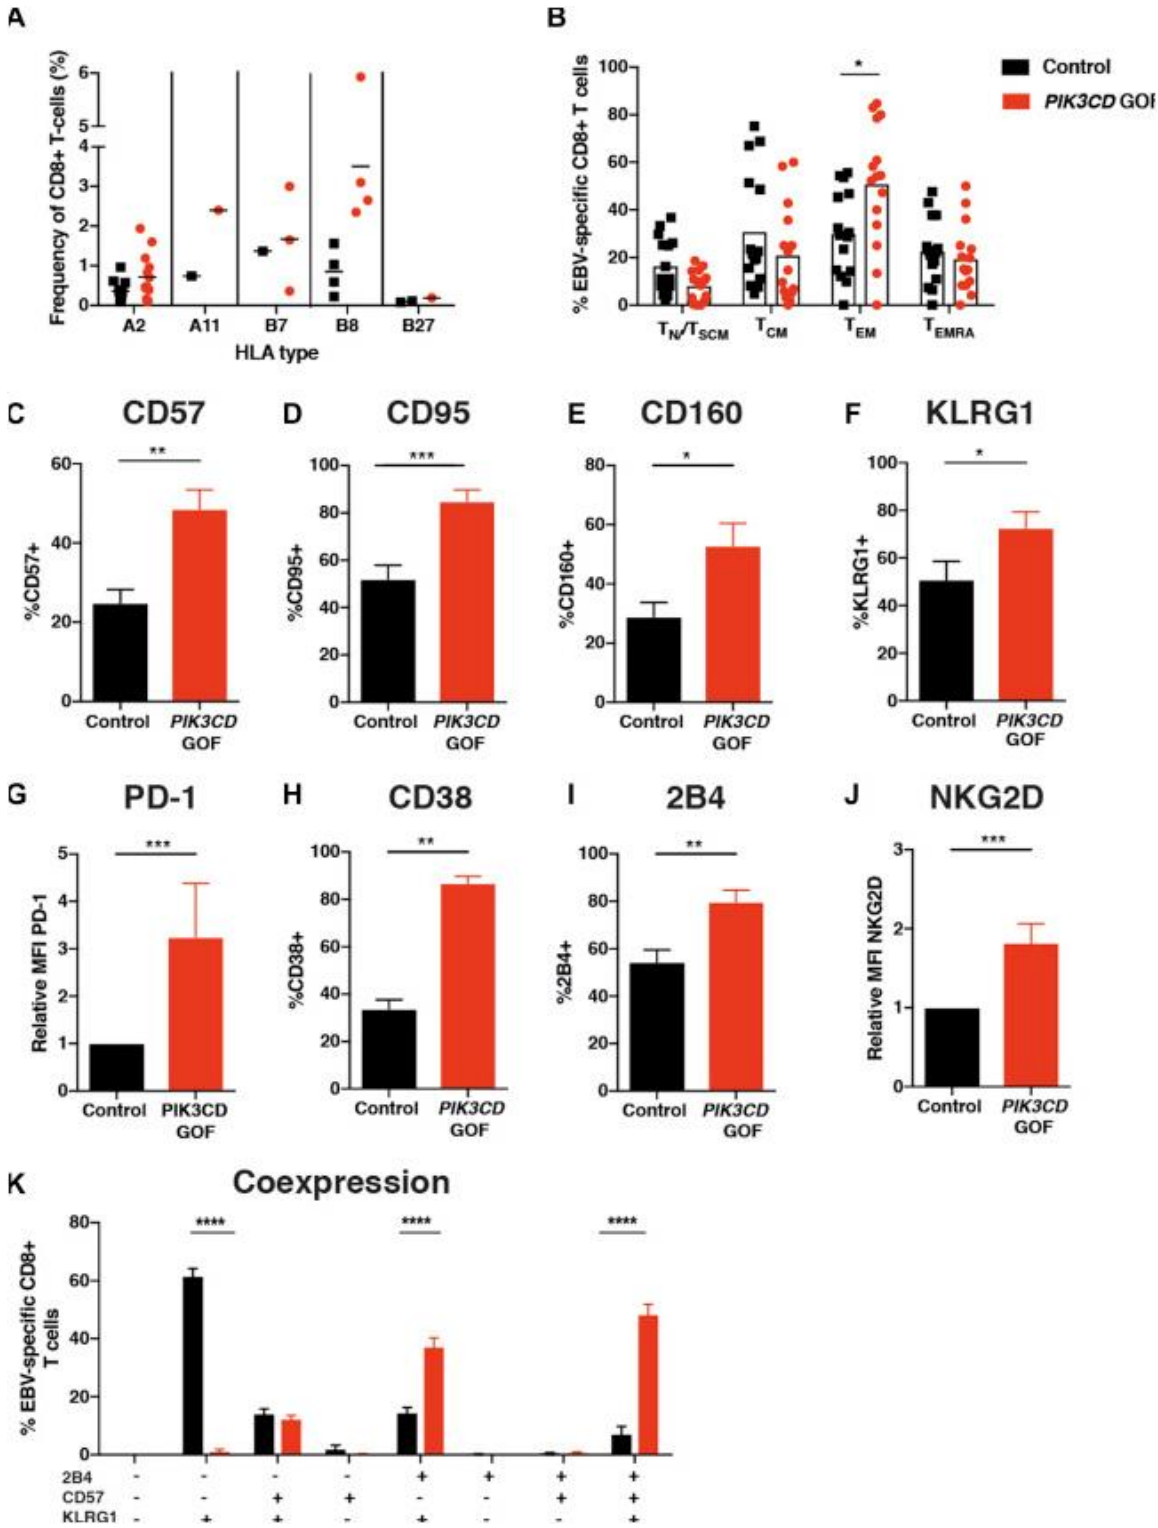 A
B
Frequency of CD8+ T-cells (%)
6
5
4
3
2
1
0
A2 A11 B7 B8 B27
HLA type
% EBV-specific CD8+ T cells
100
80
60
40
20
0
*
TN/TSCM TCM TEM TEMRA
Control
PIK3CD GOF
C CD57
%CD57+
60
40
20
0
**
Control PIK3CD
GOF
D CD95
%CD95+
100
80
60
40
20
0
***
Control PIK3CD
GOF
E CD160
%CD160+
80
60
40
20
0
*
Control PIK3CD
GOF
F KLRG1
%KLRG1+
100
80
60
40
20
0
*
Control PIK3CD
GOF
G PD-1
Relative MFI PD-1
5
4
3
2
1
0
***
Control PIK3CD
GOF
H CD38
%CD38+
100
80
60
40
20
0
**
Control PIK3CD
GOF
I 2B4
%2B4+
100
80
60
40
20
0
**
Control PIK3CD
GOF
J NKG2D
Relative MFI NKG2D
3
2
1
0
***
Control PIK3CD
GOF
K Coexpression
% EBV-specific CD8+
T cells
80
60
40
20
0
**** **** ****
2B4 - - - - + + + +
CD57 - - + + - - + +
KLRG1 - + + - + - - +